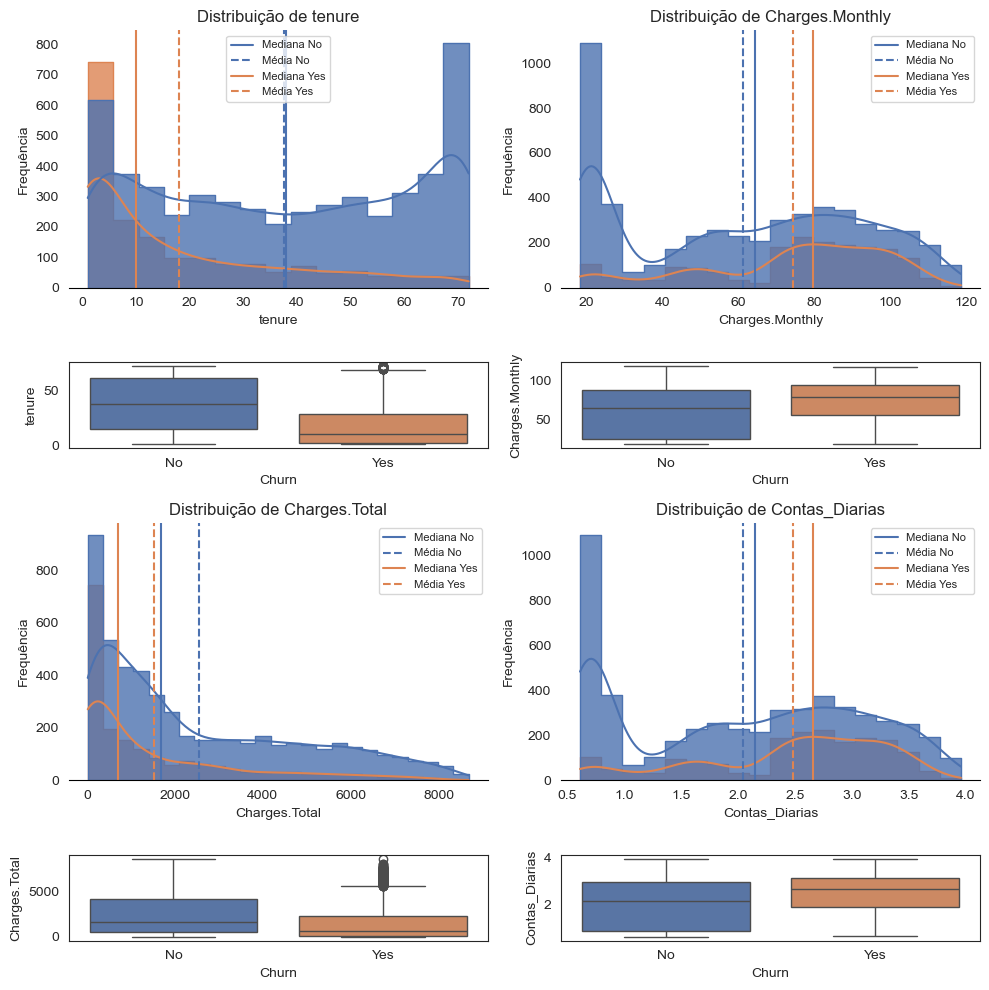 Distribuição de tenure
Mediana No
Média No
Mediana Yes
Média Yes
Frequência
800
700
600
500
400
300
200
100
0
0 10 20 30 40 50 60 70
tenure
Distribuição de Charges.Monthly
Mediana No
Média No
Mediana Yes
Média Yes
Frequência
1000
800
600
400
200
0
20 40 60 80 100 120
Charges.Monthly
tenure
50
0
No Yes
Churn
Charges.Monthly
100
50
No Yes
Churn
Distribuição de Charges.Total
Mediana No
Média No
Mediana Yes
Média Yes
Frequência
800
600
400
200
0
0 2000 4000 6000 8000
Charges.Total
Distribuição de Contas_Diarias
Mediana No
Média No
Mediana Yes
Média Yes
Frequência
1000
800
600
400
200
0
0.5 1.0 1.5 2.0 2.5 3.0 3.5 4.0
Contas_Diarias
Charges.Total
5000
0
No Yes
Churn
Contas_Diarias
4
2
No Yes
Churn